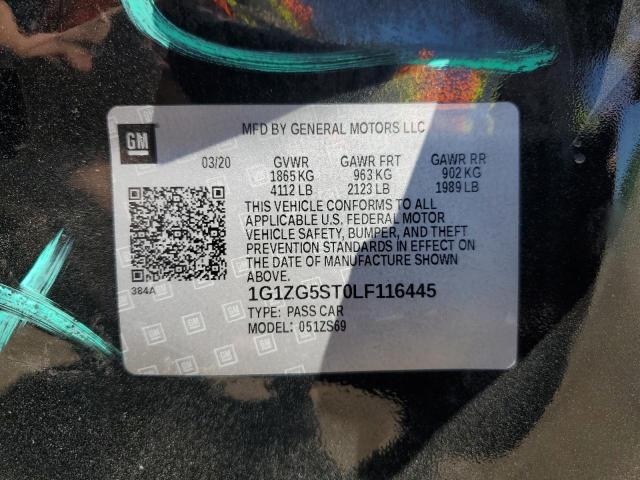 GM
MFD BY GENERAL MOTORS LLC
03/20 GVWR GAWR FRT GAWR RR
1865 KG 963 KG 902 KG
4112 LB 2123 LB 1989 LB
THIS VEHICLE CONFORMS TO ALL
APPLICABLE U.S. FEDERAL MOTOR
VEHICLE SAFETY, BUMPER, AND THEFT
PREVENTION STANDARDS IN EFFECT ON
THE DATE OF MANUFACTURE SHOWN
ABOVE.
384A
1G1ZG5ST0LF116445
TYPE: PASS CAR
MODEL: 051ZS69